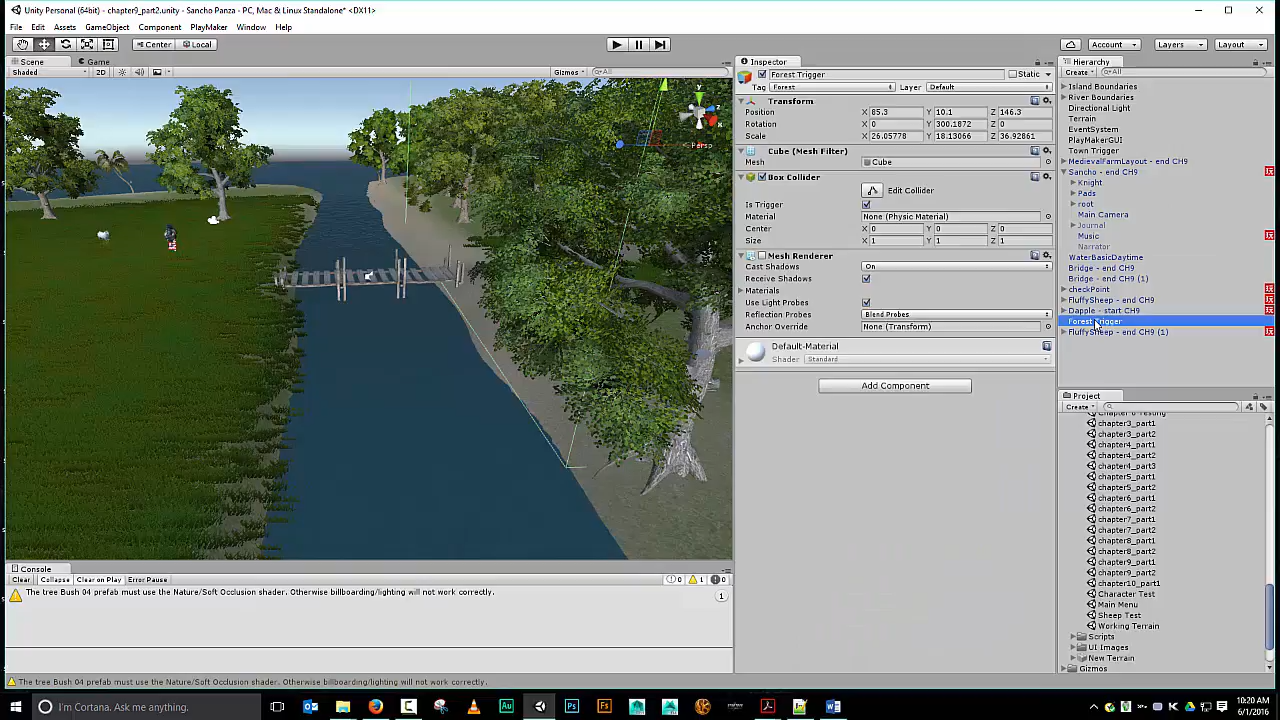 Unity Personal (64bit) - chapter9_part2.unity - Sancho Panza - PC, Mac & Linux Standalone* <DX11>
File Edit Assets GameObject Component PlayMaker Window Help
Center Local Account Layers Layout
Scene Game
Shaded 2D Gizmos All
Persp
Inspector
Forest Trigger Static
Tag Forest Layer Default
Transform
Position X 85.3 Y 10.1 Z 146.3
Rotation X 0 Y 300.1872 Z 0
Scale X 26.05778 Y 18.13066 Z 36.92861
Cube (Mesh Filter)
Mesh Cube
Box Collider
Edit Collider
Is Trigger
Material None (Physic Material)
Center X 0 Y 0 Z 0
Size X 1 Y 1 Z 1
Mesh Renderer
Cast Shadows On
Receive Shadows
Materials
Use Light Probes
Reflection Probes Blend Probes
Anchor Override None (Transform)
Default-Material
Shader Standard
Add Component
Hierarchy
Create All
Island Boundaries
River Boundaries
Directional Light
Terrain
EventSystem
PlayMakerGUI
Town Trigger
MedievalFarmLayout - end CH9
Sancho - end CH9
Knight
Pads
root
Main Camera
Journal
Music
Narrator
WaterBasicDaytime
Bridge - end CH9
Bridge - end CH9 (1)
checkPoint
FluffySheep - end CH9
Dapple - start CH9
Forest Trigger
FluffySheep - end CH9 (1)
Project
Create
chapter3_part1
chapter3_part2
chapter4_part1
chapter4_part2
chapter4_part3
chapter5_part1
chapter5_part2
chapter6_part1
chapter6_part2
chapter7_part1
chapter7_part2
chapter8_part1
chapter8_part2
chapter9_part1
chapter9_part2
chapter10_part1
Character Test
Main Menu
Sheep Test
Working Terrain
Scripts
UI Images
New Terrain
Gizmos
Console
Clear Collapse Clear on Play Error Pause 0 1 0
The tree Bush 04 prefab must use the Nature/Soft Occlusion shader. Otherwise billboarding/lighting will not work correctly. 1
The tree Bush 04 prefab must use the Nature/Soft Occlusion shader. Otherwise billboarding/lighting will not work correctly.
I'm Cortana. Ask me anything.
10:20 AM
6/1/2016